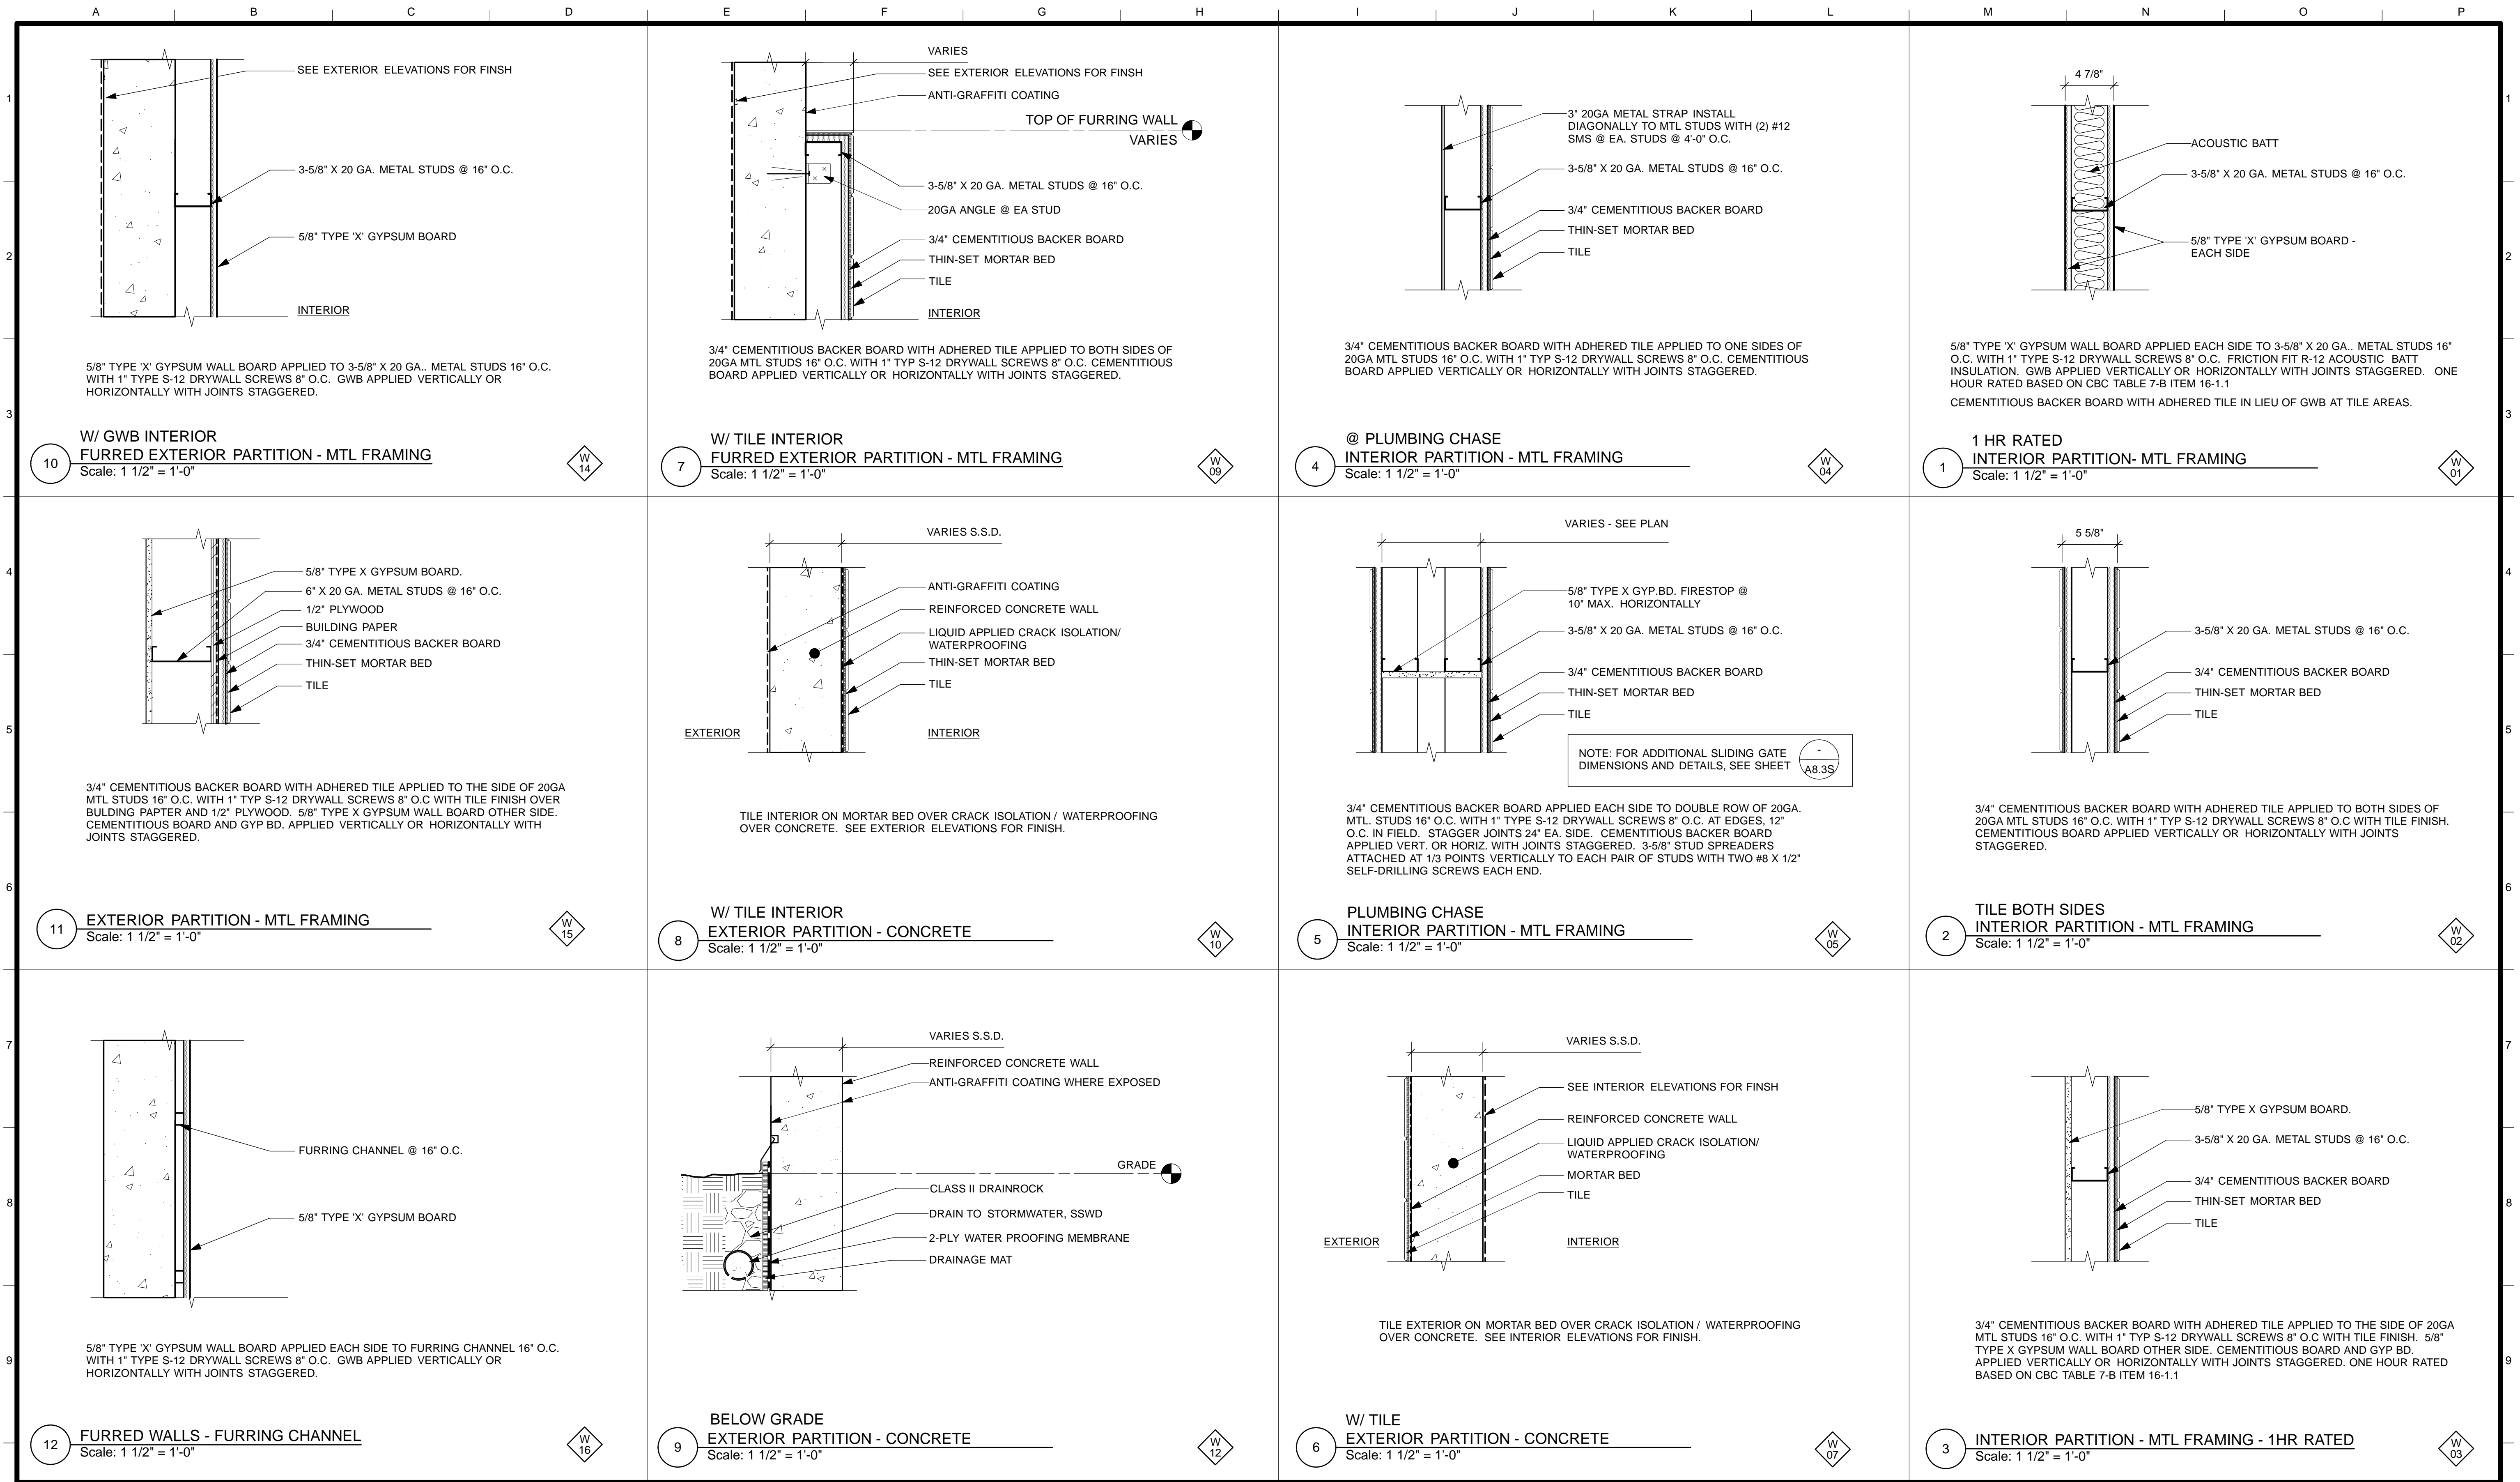 A B C D E F G H I J K L M N O P
1
SEE EXTERIOR ELEVATIONS FOR FINSH
3-5/8" X 20 GA. METAL STUDS @ 16" O.C.
5/8" TYPE 'X' GYPSUM BOARD
INTERIOR
5/8" TYPE 'X' GYPSUM WALL BOARD APPLIED TO 3-5/8" X 20 GA.. METAL STUDS 16" O.C.
WITH 1" TYPE S-12 DRYWALL SCREWS 8" O.C. GWB APPLIED VERTICALLY OR
HORIZONTALLY WITH JOINTS STAGGERED.
W/ GWB INTERIOR
10 FURRED EXTERIOR PARTITION - MTL FRAMING
Scale: 1 1/2" = 1'-0"
W
14
VARIES
SEE EXTERIOR ELEVATIONS FOR FINSH
ANTI-GRAFFITI COATING
TOP OF FURRING WALL
VARIES
3-5/8" X 20 GA. METAL STUDS @ 16" O.C.
20GA ANGLE @ EA STUD
3/4" CEMENTITIOUS BACKER BOARD
THIN-SET MORTAR BED
TILE
INTERIOR
3/4" CEMENTITIOUS BACKER BOARD WITH ADHERED TILE APPLIED TO BOTH SIDES OF
20GA MTL STUDS 16" O.C. WITH 1" TYP S-12 DRYWALL SCREWS 8" O.C. CEMENTITIOUS
BOARD APPLIED VERTICALLY OR HORIZONTALLY WITH JOINTS STAGGERED.
W/ TILE INTERIOR
7 FURRED EXTERIOR PARTITION - MTL FRAMING
Scale: 1 1/2" = 1'-0"
W
09
3" 20GA METAL STRAP INSTALL
DIAGONALLY TO MTL STUDS WITH (2) #12
SMS @ EA. STUDS @ 4'-0" O.C.
3-5/8" X 20 GA. METAL STUDS @ 16" O.C.
3/4" CEMENTITIOUS BACKER BOARD
THIN-SET MORTAR BED
TILE
3/4" CEMENTITIOUS BACKER BOARD WITH ADHERED TILE APPLIED TO ONE SIDES OF
20GA MTL STUDS 16" O.C. WITH 1" TYP S-12 DRYWALL SCREWS 8" O.C. CEMENTITIOUS
BOARD APPLIED VERTICALLY OR HORIZONTALLY WITH JOINTS STAGGERED.
@ PLUMBING CHASE
4 INTERIOR PARTITION - MTL FRAMING
Scale: 1 1/2" = 1'-0"
W
04
4 7/8"
1
ACOUSTIC BATT
3-5/8" X 20 GA. METAL STUDS @ 16" O.C.
5/8" TYPE 'X' GYPSUM BOARD -
EACH SIDE
5/8" TYPE 'X' GYPSUM WALL BOARD APPLIED EACH SIDE TO 3-5/8" X 20 GA.. METAL STUDS 16"
O.C. WITH 1" TYPE S-12 DRYWALL SCREWS 8" O.C. FRICTION FIT R-12 ACOUSTIC BATT
INSULATION. GWB APPLIED VERTICALLY OR HORIZONTALLY WITH JOINTS STAGGERED. ONE
HOUR RATED BASED ON CBC TABLE 7-B ITEM 16-1.1
CEMENTITIOUS BACKER BOARD WITH ADHERED TILE IN LIEU OF GWB AT TILE AREAS.
1 HR RATED
1 INTERIOR PARTITION- MTL FRAMING
Scale: 1 1/2" = 1'-0"
W
01
2
2
3
3
4
5/8" TYPE X GYPSUM BOARD.
6" X 20 GA. METAL STUDS @ 16" O.C.
1/2" PLYWOOD
BUILDING PAPER
3/4" CEMENTITIOUS BACKER BOARD
THIN-SET MORTAR BED
TILE
3/4" CEMENTITIOUS BACKER BOARD WITH ADHERED TILE APPLIED TO THE SIDE OF 20GA
MTL STUDS 16" O.C. WITH 1" TYP S-12 DRYWALL SCREWS 8" O.C WITH TILE FINISH OVER
BULDING PAPTER AND 1/2" PLYWOOD. 5/8" TYPE X GYPSUM WALL BOARD OTHER SIDE.
CEMENTITIOUS BOARD AND GYP BD. APPLIED VERTICALLY OR HORIZONTALLY WITH
JOINTS STAGGERED.
11 EXTERIOR PARTITION - MTL FRAMING
Scale: 1 1/2" = 1'-0"
W
15
VARIES S.S.D.
ANTI-GRAFFITI COATING
REINFORCED CONCRETE WALL
LIQUID APPLIED CRACK ISOLATION/
WATERPROOFING
THIN-SET MORTAR BED
TILE
EXTERIOR
INTERIOR
TILE INTERIOR ON MORTAR BED OVER CRACK ISOLATION / WATERPROOFING
OVER CONCRETE. SEE EXTERIOR ELEVATIONS FOR FINISH.
W/ TILE INTERIOR
8 EXTERIOR PARTITION - CONCRETE
Scale: 1 1/2" = 1'-0"
W
10
VARIES - SEE PLAN
5/8" TYPE X GYP.BD. FIRESTOP @
10" MAX. HORIZONTALLY
3-5/8" X 20 GA. METAL STUDS @ 16" O.C.
3/4" CEMENTITIOUS BACKER BOARD
THIN-SET MORTAR BED
TILE
NOTE: FOR ADDITIONAL SLIDING GATE
DIMENSIONS AND DETAILS, SEE SHEET
-
A8.3S
3/4" CEMENTITIOUS BACKER BOARD APPLIED EACH SIDE TO DOUBLE ROW OF 20GA.
MTL. STUDS 16" O.C. WITH 1" TYPE S-12 DRYWALL SCREWS 8" O.C. AT EDGES, 12"
O.C. IN FIELD. STAGGER JOINTS 24" EA. SIDE. CEMENTITIOUS BACKER BOARD
APPLIED VERT. OR HORIZ. WITH JOINTS STAGGERED. 3-5/8" STUD SPREADERS
ATTACHED AT 1/3 POINTS VERTICALLY TO EACH PAIR OF STUDS WITH TWO #8 X 1/2"
SELF-DRILLING SCREWS EACH END.
PLUMBING CHASE
5 INTERIOR PARTITION - MTL FRAMING
Scale: 1 1/2" = 1'-0"
W
05
5 5/8"
4
3-5/8" X 20 GA. METAL STUDS @ 16" O.C.
3/4" CEMENTITIOUS BACKER BOARD
THIN-SET MORTAR BED
TILE
3/4" CEMENTITIOUS BACKER BOARD WITH ADHERED TILE APPLIED TO BOTH SIDES OF
20GA MTL STUDS 16" O.C. WITH 1" TYP S-12 DRYWALL SCREWS 8" O.C WITH TILE FINISH.
CEMENTITIOUS BOARD APPLIED VERTICALLY OR HORIZONTALLY WITH JOINTS
STAGGERED.
TILE BOTH SIDES
2 INTERIOR PARTITION - MTL FRAMING
Scale: 1 1/2" = 1'-0"
W
02
5
5
6
6
7
FURRING CHANNEL @ 16" O.C.
5/8" TYPE 'X' GYPSUM BOARD
5/8" TYPE 'X' GYPSUM WALL BOARD APPLIED EACH SIDE TO FURRING CHANNEL 16" O.C.
WITH 1" TYPE S-12 DRYWALL SCREWS 8" O.C. GWB APPLIED VERTICALLY OR
HORIZONTALLY WITH JOINTS STAGGERED.
12 FURRED WALLS - FURRING CHANNEL
Scale: 1 1/2" = 1'-0"
W
16
VARIES S.S.D.
REINFORCED CONCRETE WALL
ANTI-GRAFFITI COATING WHERE EXPOSED
GRADE
CLASS II DRAINROCK
DRAIN TO STORMWATER, SSWD
2-PLY WATER PROOFING MEMBRANE
DRAINAGE MAT
BELOW GRADE
9 EXTERIOR PARTITION - CONCRETE
Scale: 1 1/2" = 1'-0"
W
12
VARIES S.S.D.
SEE INTERIOR ELEVATIONS FOR FINSH
REINFORCED CONCRETE WALL
LIQUID APPLIED CRACK ISOLATION/
WATERPROOFING
MORTAR BED
TILE
EXTERIOR
INTERIOR
TILE EXTERIOR ON MORTAR BED OVER CRACK ISOLATION / WATERPROOFING
OVER CONCRETE. SEE INTERIOR ELEVATIONS FOR FINISH.
W/ TILE
6 EXTERIOR PARTITION - CONCRETE
Scale: 1 1/2" = 1'-0"
W
07
7
5/8" TYPE X GYPSUM BOARD.
3-5/8" X 20 GA. METAL STUDS @ 16" O.C.
3/4" CEMENTITIOUS BACKER BOARD
THIN-SET MORTAR BED
TILE
3/4" CEMENTITIOUS BACKER BOARD WITH ADHERED TILE APPLIED TO THE SIDE OF 20GA
MTL STUDS 16" O.C. WITH 1" TYP S-12 DRYWALL SCREWS 8" O.C WITH TILE FINISH. 5/8"
TYPE X GYPSUM WALL BOARD OTHER SIDE. CEMENTITIOUS BOARD AND GYP BD.
APPLIED VERTICALLY OR HORIZONTALLY WITH JOINTS STAGGERED. ONE HOUR RATED
BASED ON CBC TABLE 7-B ITEM 16-1.1
3 INTERIOR PARTITION - MTL FRAMING - 1HR RATED
Scale: 1 1/2" = 1'-0"
W
03
8
8
9
9